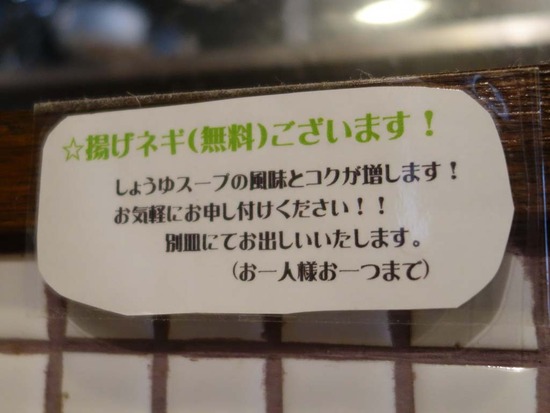 ☆揚げネギ(無料)ございます！
しょうゆスープの風味とコクが増します！
お気軽にお申し付けください！！
別皿にてお出しいいたします。
(お一人様お一つまで)